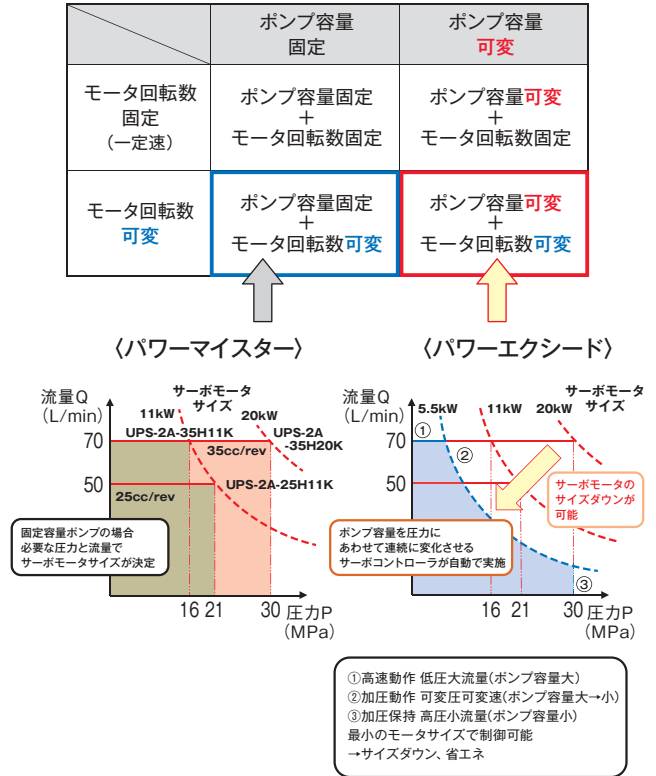 ポンプ容量
固定
ポンプ容量
可変
モータ回転数
固定
（一定速）
ポンプ容量固定
＋
モータ回転数固定
ポンプ容量可変
＋
モータ回転数固定
モータ回転数
可変
ポンプ容量固定
＋
モータ回転数可変
ポンプ容量可変
＋
モータ回転数可変
〈パワーマイスター〉
〈パワーエクシード〉
流量Q
（L/min）
サーボモータ
サイズ
11kW
20kW
UPS-2A-35H11K
UPS-2A
-35H20K
70
35cc/rev
50
25cc/rev
UPS-2A-25H11K
固定容量ポンプの場合
必要な圧力と流量で
サーボモータサイズが決定
16 21 30 圧力P
(MPa)
流量Q
（L/min）
サーボモータ
サイズ
5.5kW
11kW
20kW
70
①
②
50
サーボモータの
サイズダウンが
可能
ポンプ容量を圧力に
あわせて連続に変化させる
サーボコントローラが自動で実施
③
16 21 30 圧力P
(MPa)
①高速動作 低圧大流量(ポンプ容量大)
②加圧動作 可変圧可変速(ポンプ容量大→小)
③加圧保持 高圧小流量(ポンプ容量小)
最小のモータサイズで制御可能
→サイズダウン、省エネ